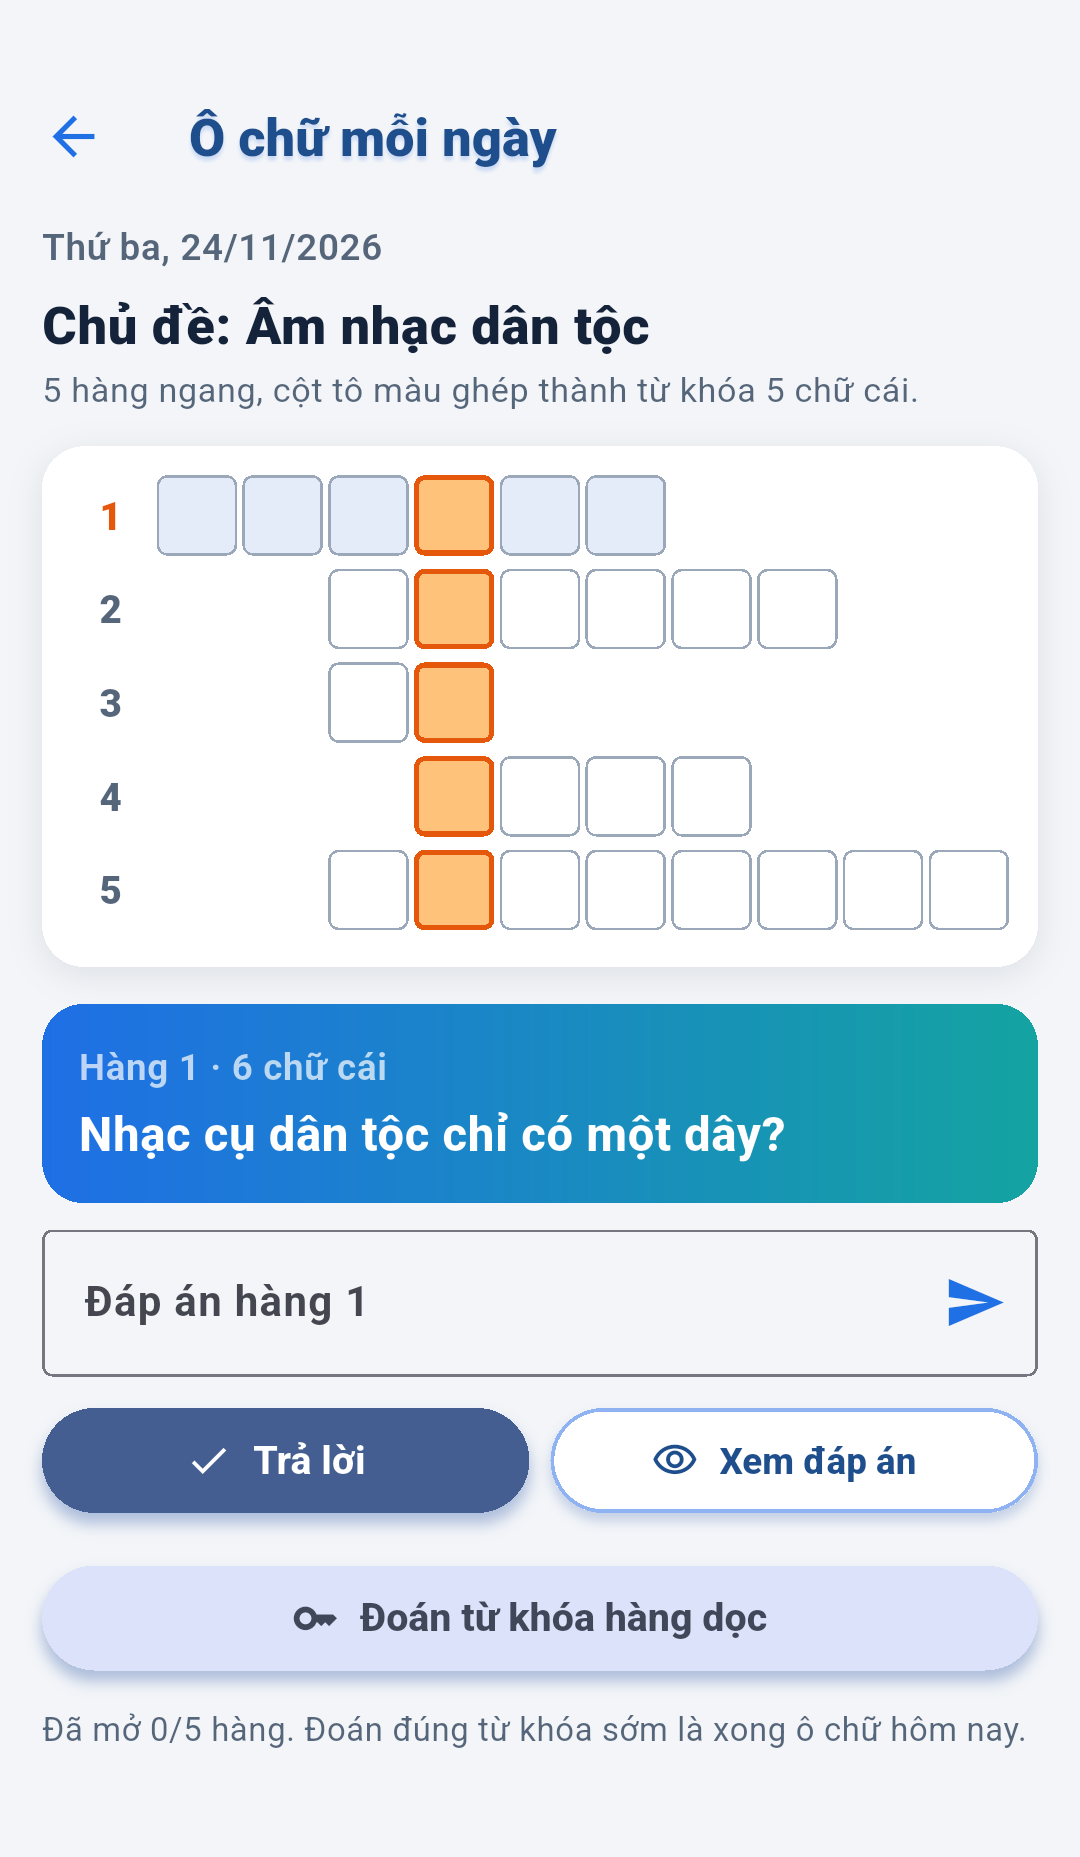 Ô chữ mỗi ngày
Thứ ba, 24/11/2026
Chủ đề: Âm nhạc dân tộc
5 hàng ngang, cột tô màu ghép thành từ khóa 5 chữ cái.
1
2
3
4
5
Hàng 1 · 6 chữ cái
Nhạc cụ dân tộc chỉ có một dây?
Đáp án hàng 1
Trả lời
Xem đáp án
Đoán từ khóa hàng dọc
Đã mở 0/5 hàng. Đoán đúng từ khóa sớm là xong ô chữ hôm nay.